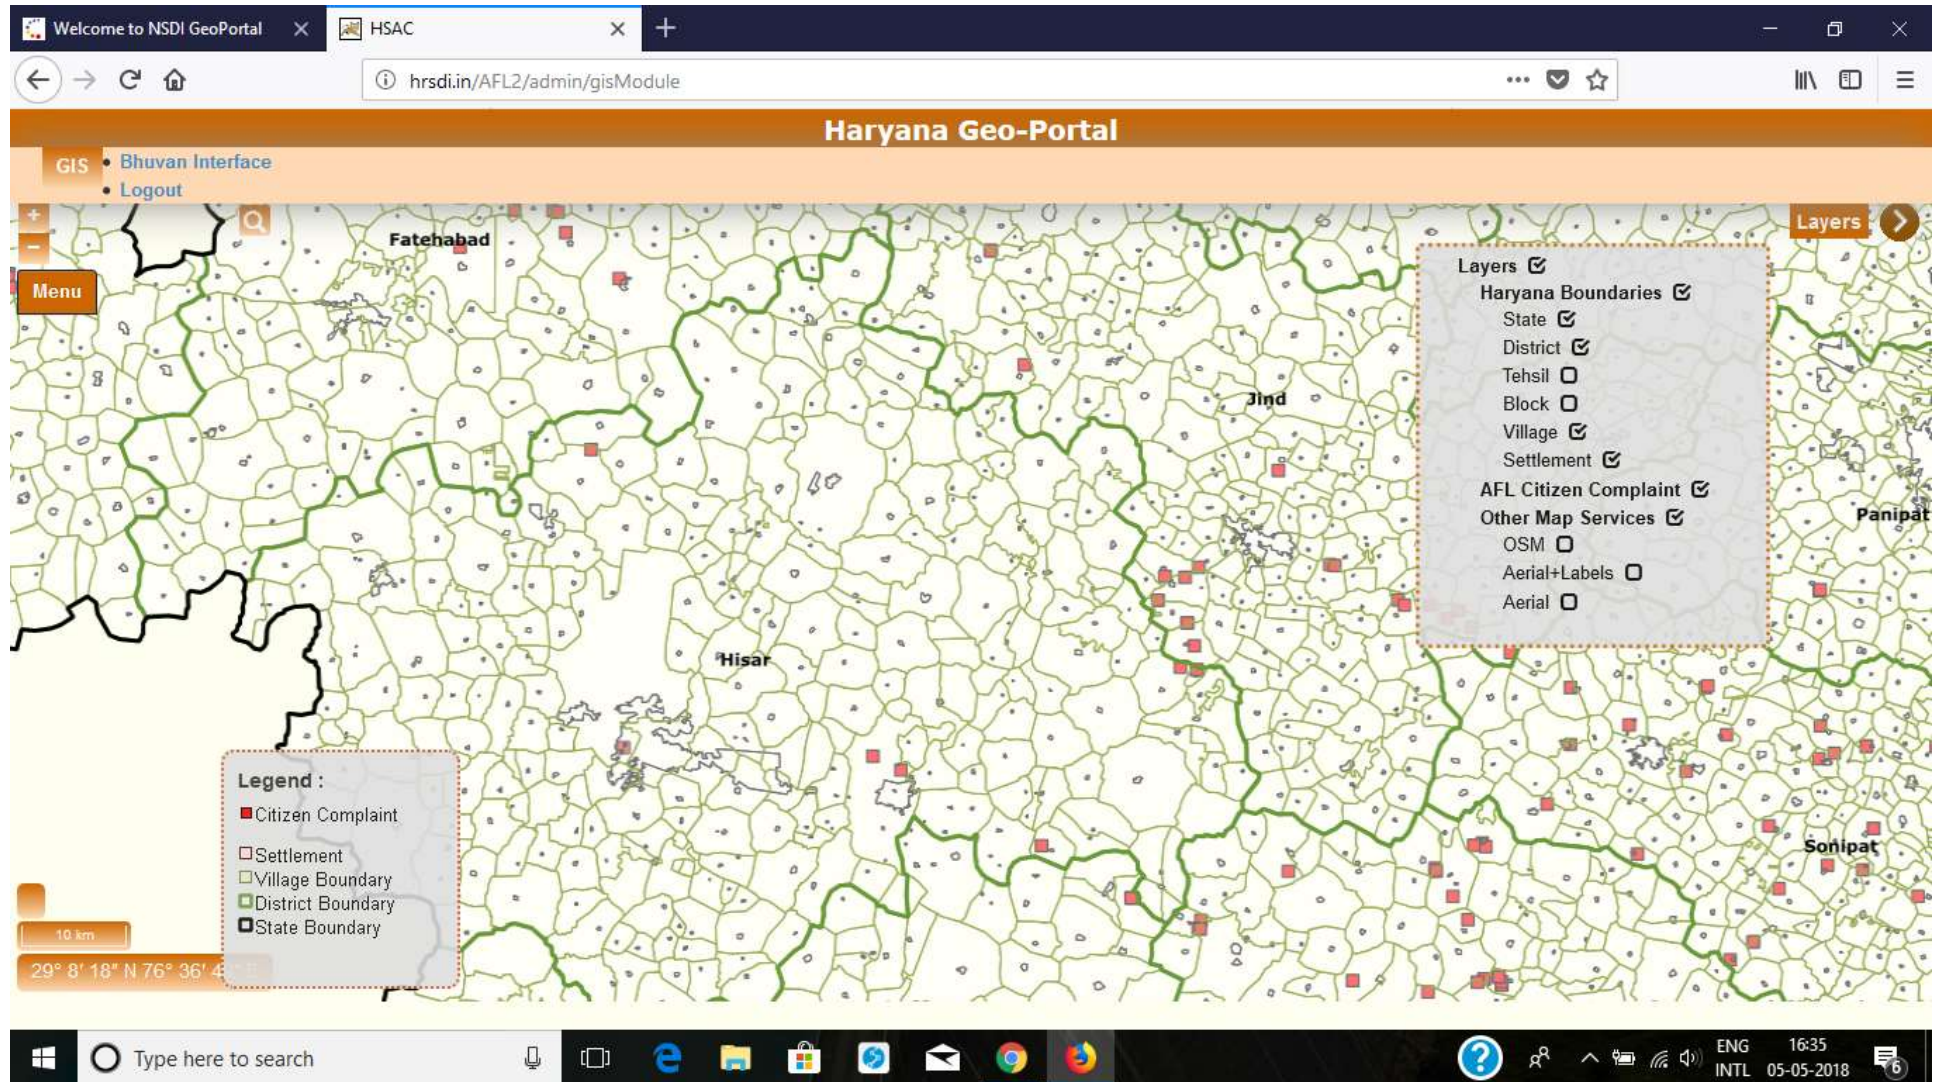 Welcome to NSDI GeoPortal
HSAC
hrsdi.in/AFL2/admin/gisModule
Haryana Geo-Portal
GIS
Bhuvan Interface
Logout
+
−
Menu
Layers
Fatehabad
Jind
Hisar
Panipat
Sonipat
Layers
Haryana Boundaries
State
District
Tehsil
Block
Village
Settlement
AFL Citizen Complaint
Other Map Services
OSM
Aerial+Labels
Aerial
Legend :
Citizen Complaint
Settlement
Village Boundary
District Boundary
State Boundary
10 km
29° 8' 18" N 76° 36'
Type here to search
ENG
INTL
16:35
05-05-2018
6